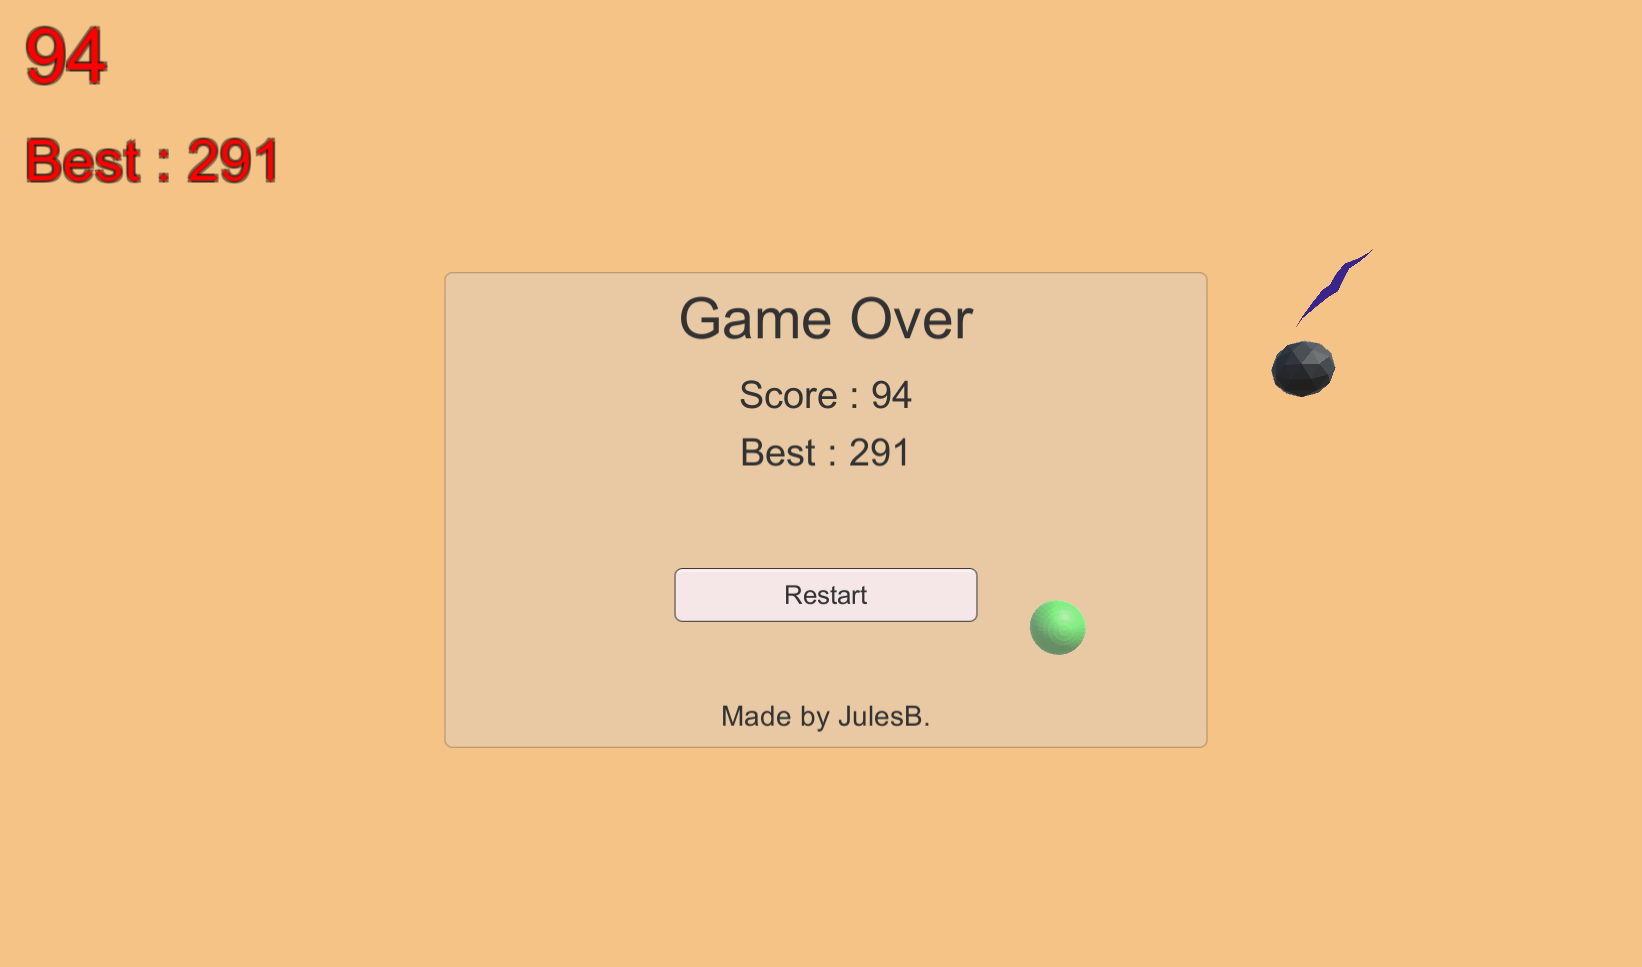 94
Best : 291
Game Over
Score : 94
Best : 291
Restart
Made by JulesB.